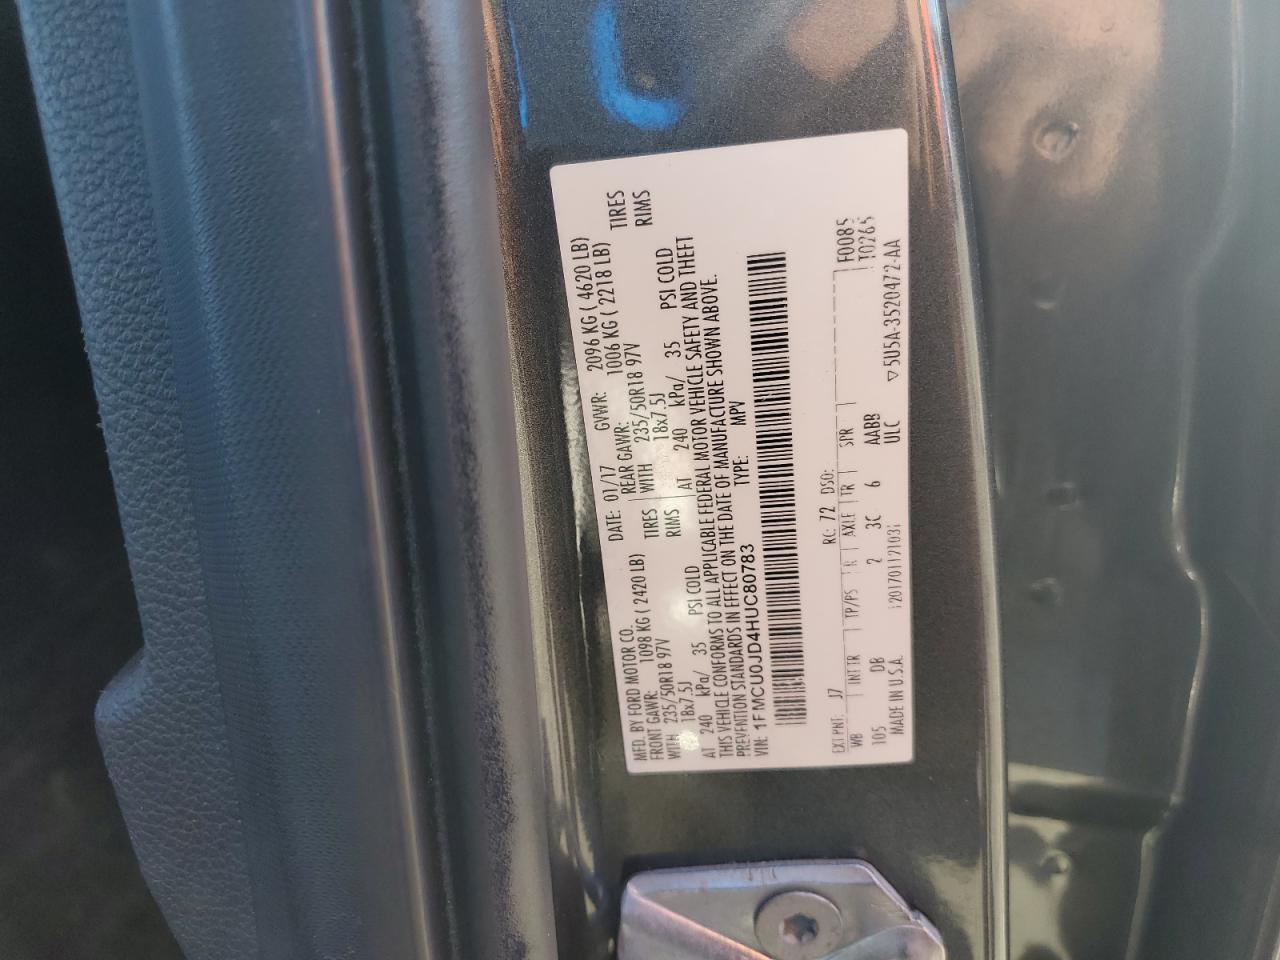 MFD. BY FORD MOTOR CO.
DATE: 01/17 GVWR: 2096 KG ( 4620 LB)
FRONT GAWR: 1098 KG ( 2420 LB) REAR GAWR: 1006 KG ( 2218 LB)
WITH 235/50R18 97V TIRES WITH 235/50R18 97V TIRES
18x7.5J RIMS 18x7.5J RIMS
AT 240 kPa/ 35 PSI COLD AT 240 kPa/ 35 PSI COLD
THIS VEHICLE CONFORMS TO ALL APPLICABLE FEDERAL MOTOR VEHICLE SAFETY AND THEFT
PREVENTION STANDARDS IN EFFECT ON THE DATE OF MANUFACTURE SHOWN ABOVE.
VIN: 1FMCU0JD4HUC80783 TYPE: MPV
F0085
EXT PNT: J7 RC: 72 DSO: T0265
WB INT TR TP/PS R AXLE TR SPR
105 DB 2 3C 6 AABB
MADE IN U.S.A. ULC ▽5U5A-3520472-AA